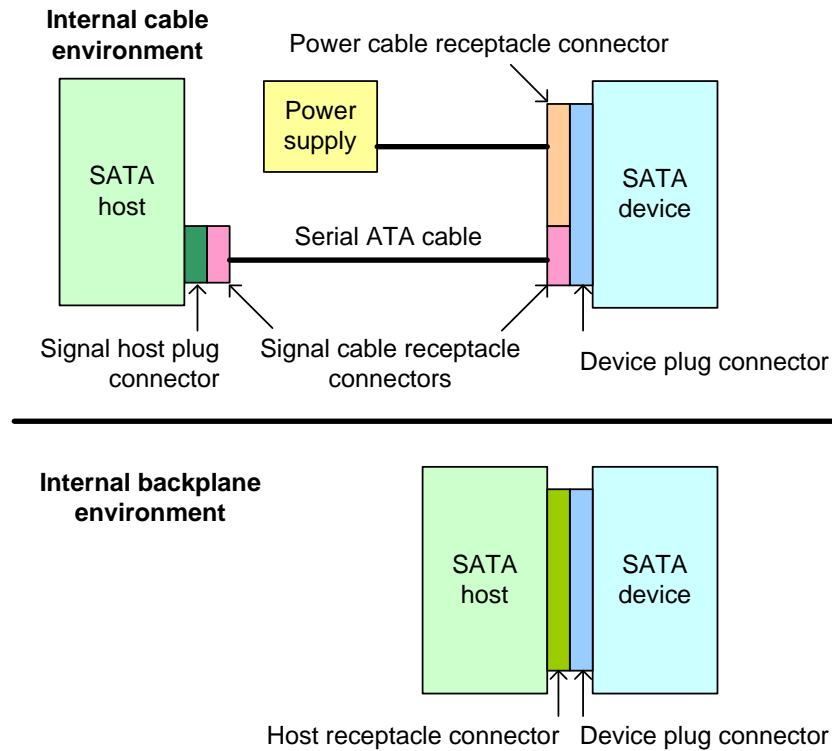 Internal cable
environment
Power cable receptacle connector
Power
supply
SATA
host
SATA
device
Serial ATA cable
Signal host plug
connector
Signal cable receptacle
connectors
Device plug connector
Internal backplane
environment
SATA
host
SATA
device
Host receptacle connector
Device plug connector